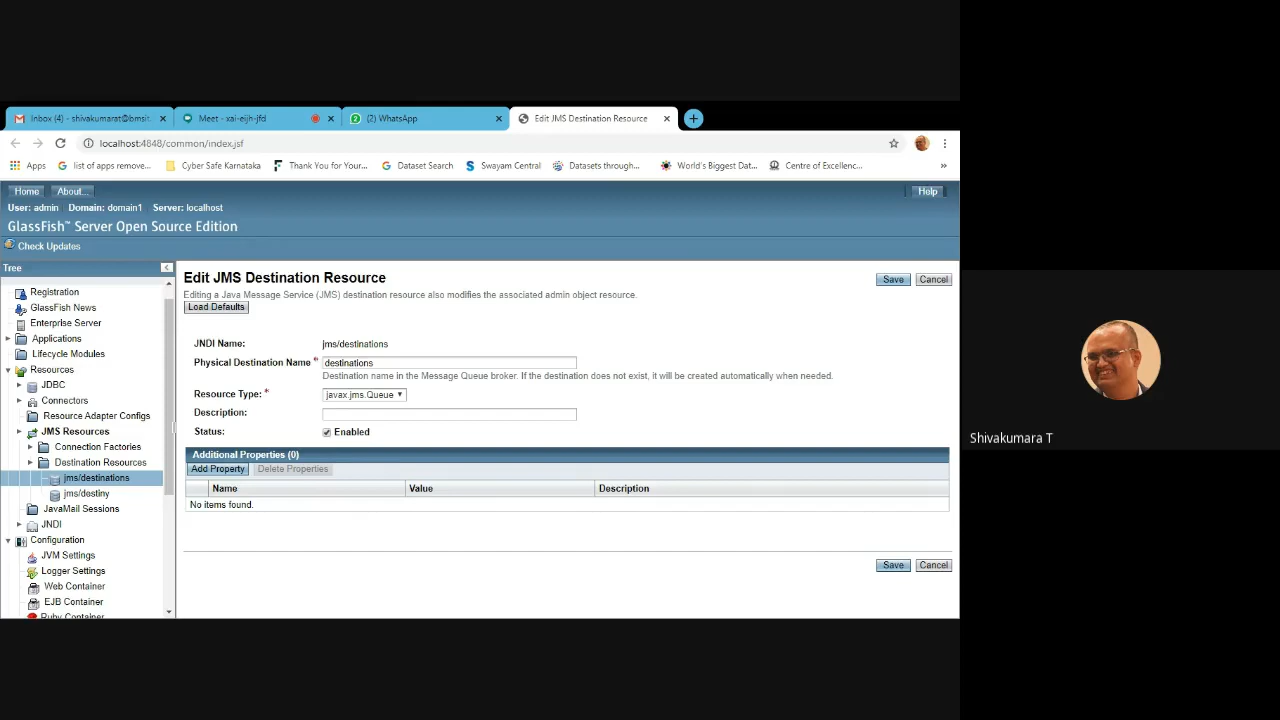 Inbox (4) - shivakumarat@bmsit.
Meet - xai-eijh-jfd
(2) WhatsApp
Edit JMS Destination Resource
localhost:4848/common/index.jsf
Apps
list of apps remove...
Cyber Safe Karnataka
Thank You for Your...
Dataset Search
Swayam Central
Datasets through...
World's Biggest Dat...
Centre of Excellenc...
»
Home
About...
Help
User: admin Domain: domain1 Server: localhost
GlassFish™ Server Open Source Edition
Check Updates
Tree
Registration
GlassFish News
Enterprise Server
Applications
Lifecycle Modules
Resources
JDBC
Connectors
Resource Adapter Configs
JMS Resources
Connection Factories
Destination Resources
jms/destinations
jms/destiny
JavaMail Sessions
JNDI
Configuration
JVM Settings
Logger Settings
Web Container
EJB Container
Ruby Container
Edit JMS Destination Resource
Save Cancel
Editing a Java Message Service (JMS) destination resource also modifies the associated admin object resource.
Load Defaults
JNDI Name: jms/destinations
Physical Destination Name * destinations
Destination name in the Message Queue broker. If the destination does not exist, it will be created automatically when needed.
Resource Type: * javax.jms.Queue
Description:
Status: Enabled
Additional Properties (0)
Add Property Delete Properties
Name Value Description
No items found.
Save Cancel
Shivakumara T